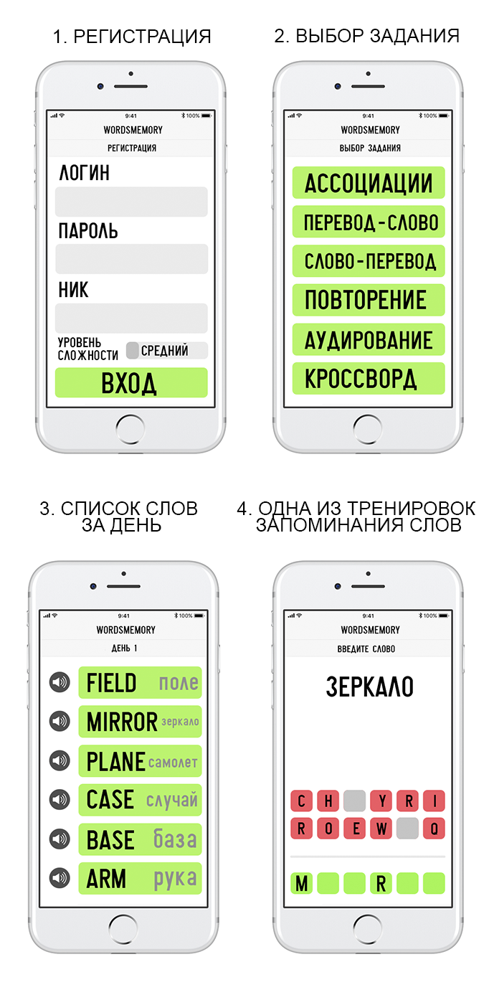 1. РЕГИСТРАЦИЯ
9:41
100%
WORDSMEMORY
РЕГИСТРАЦИЯ
ЛОГИН
ПАРОЛЬ
НИК
УРОВЕНЬ
СЛОЖНОСТИ
СРЕДНИЙ
ВХОД
2. ВЫБОР ЗАДАНИЯ
9:41
100%
WORDSMEMORY
ВЫБОР ЗАДАНИЯ
АССОЦИАЦИИ
ПЕРЕВОД-СЛОВО
СЛОВО-ПЕРЕВОД
ПОВТОРЕНИЕ
АУДИРОВАНИЕ
КРОССВОРД
3. СПИСОК СЛОВ
ЗА ДЕНЬ
9:41
100%
WORDSMEMORY
ДЕНЬ 1
FIELD поле
MIRROR зеркало
PLANE самолет
CASE случай
BASE база
ARM рука
4. ОДНА ИЗ ТРЕНИРОВОК
ЗАПОМИНАНИЯ СЛОВ
9:41
100%
WORDSMEMORY
ВВЕДИТЕ СЛОВО
ЗЕРКАЛО
C H Y R I
R O E W Q
M R